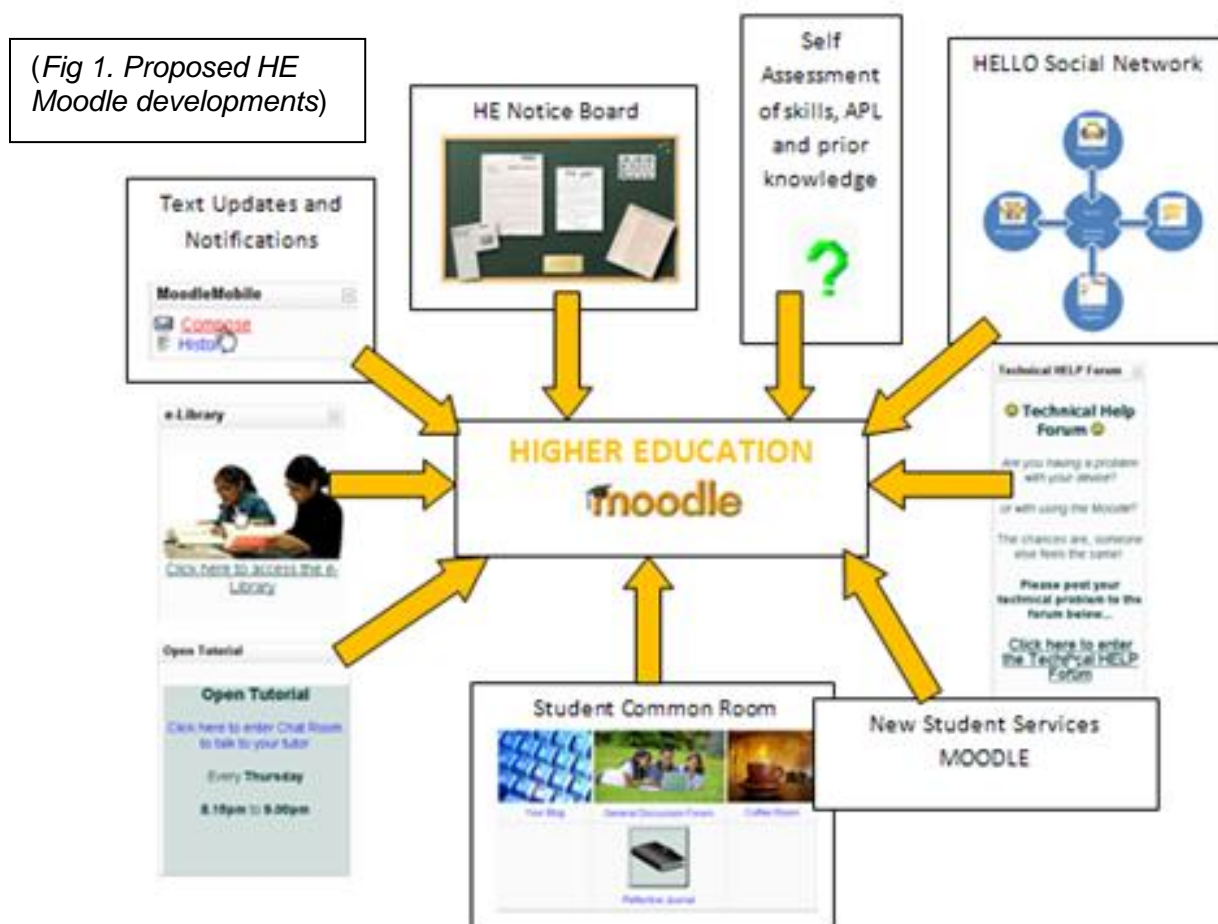 (Fig 1. Proposed HE
Moodle developments)
Text Updates and
Notifications
MoodleMobile
Compose
History
HE Notice Board
Self
Assessment
of skills, APL
and prior
knowledge
?
HELLO Social Network
e-Library
Click here to access the e-
Library
HIGHER EDUCATION
moodle
Technical HELP Forum
Technical Help
Forum
Are you having a problem
with your device?
or with using the Moodle?
The chances are, someone
else feels the same!
Please post your
technical problem to the
forum below...
Click here to enter
the Technical HELP
Forum
Open Tutorial
Open Tutorial
Click here to enter Chat Room
to talk to your tutor
Every Thursday
8.10pm to 9.00pm
Student Common Room
Your Blog
General Discussion Forum
Coffee Room
Reflective Journal
New Student Services
MOODLE